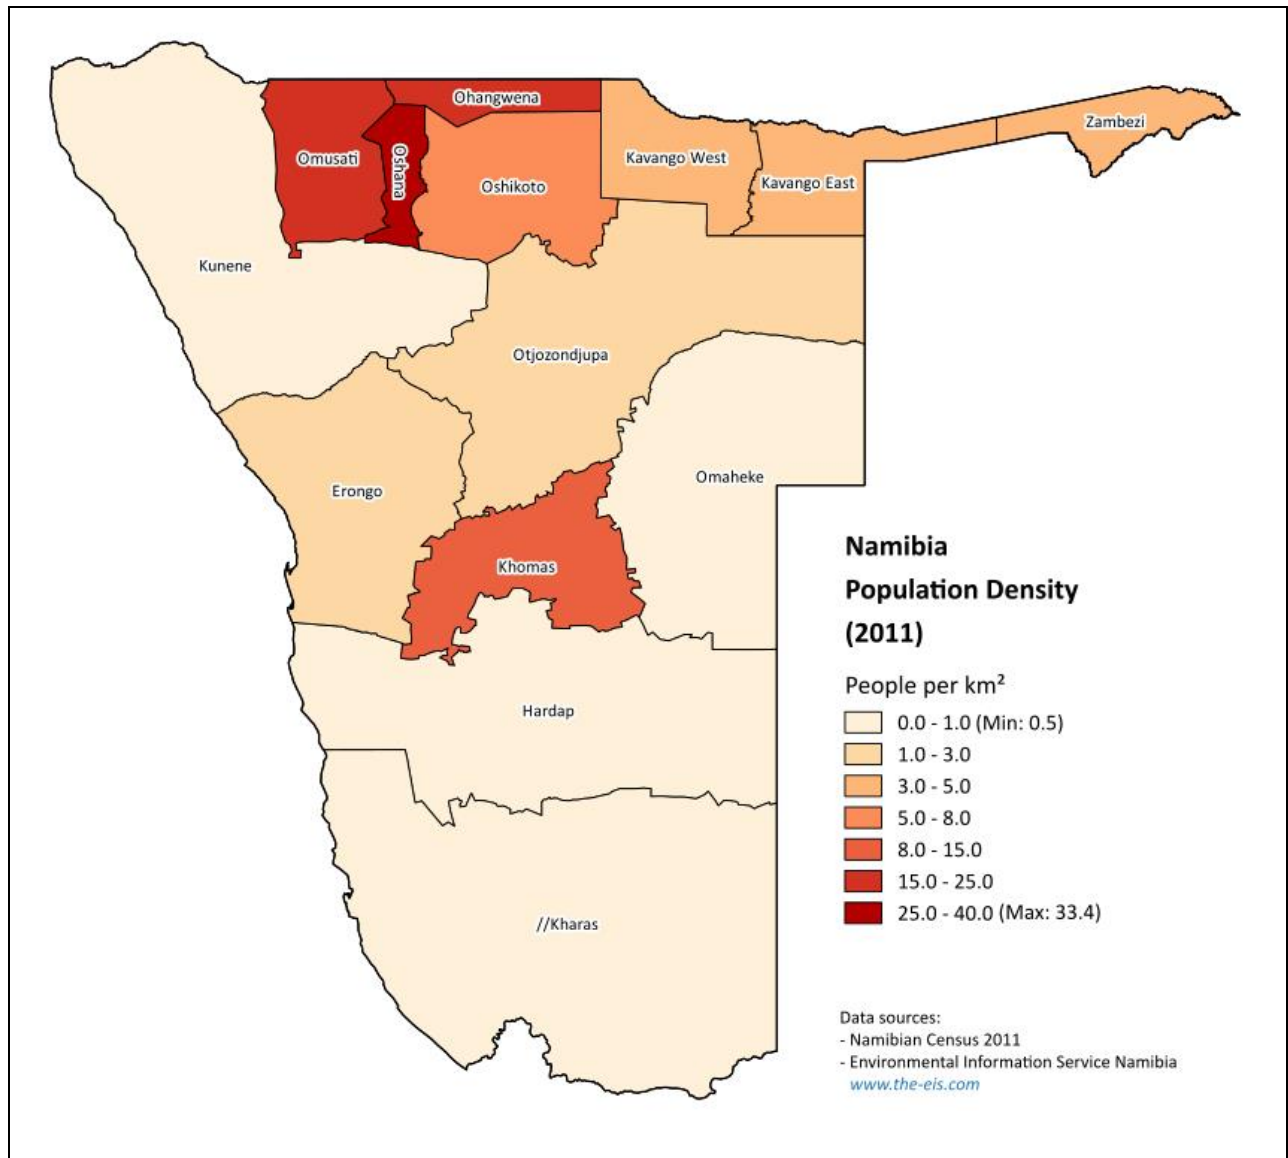 Ohangwena
Zambezi
Omusati
Oshana
Kavango West
Kavango East
Oshikoto
Kunene
Otjozondjupa
Omaheke
Erongo
Khomas
Hardap
//Kharas
Namibia
Population Density
(2011)
People per km²
0.0 - 1.0 (Min: 0.5)
1.0 - 3.0
3.0 - 5.0
5.0 - 8.0
8.0 - 15.0
15.0 - 25.0
25.0 - 40.0 (Max: 33.4)
Data sources:
- Namibian Census 2011
- Environmental Information Service Namibia
www.the-eis.com